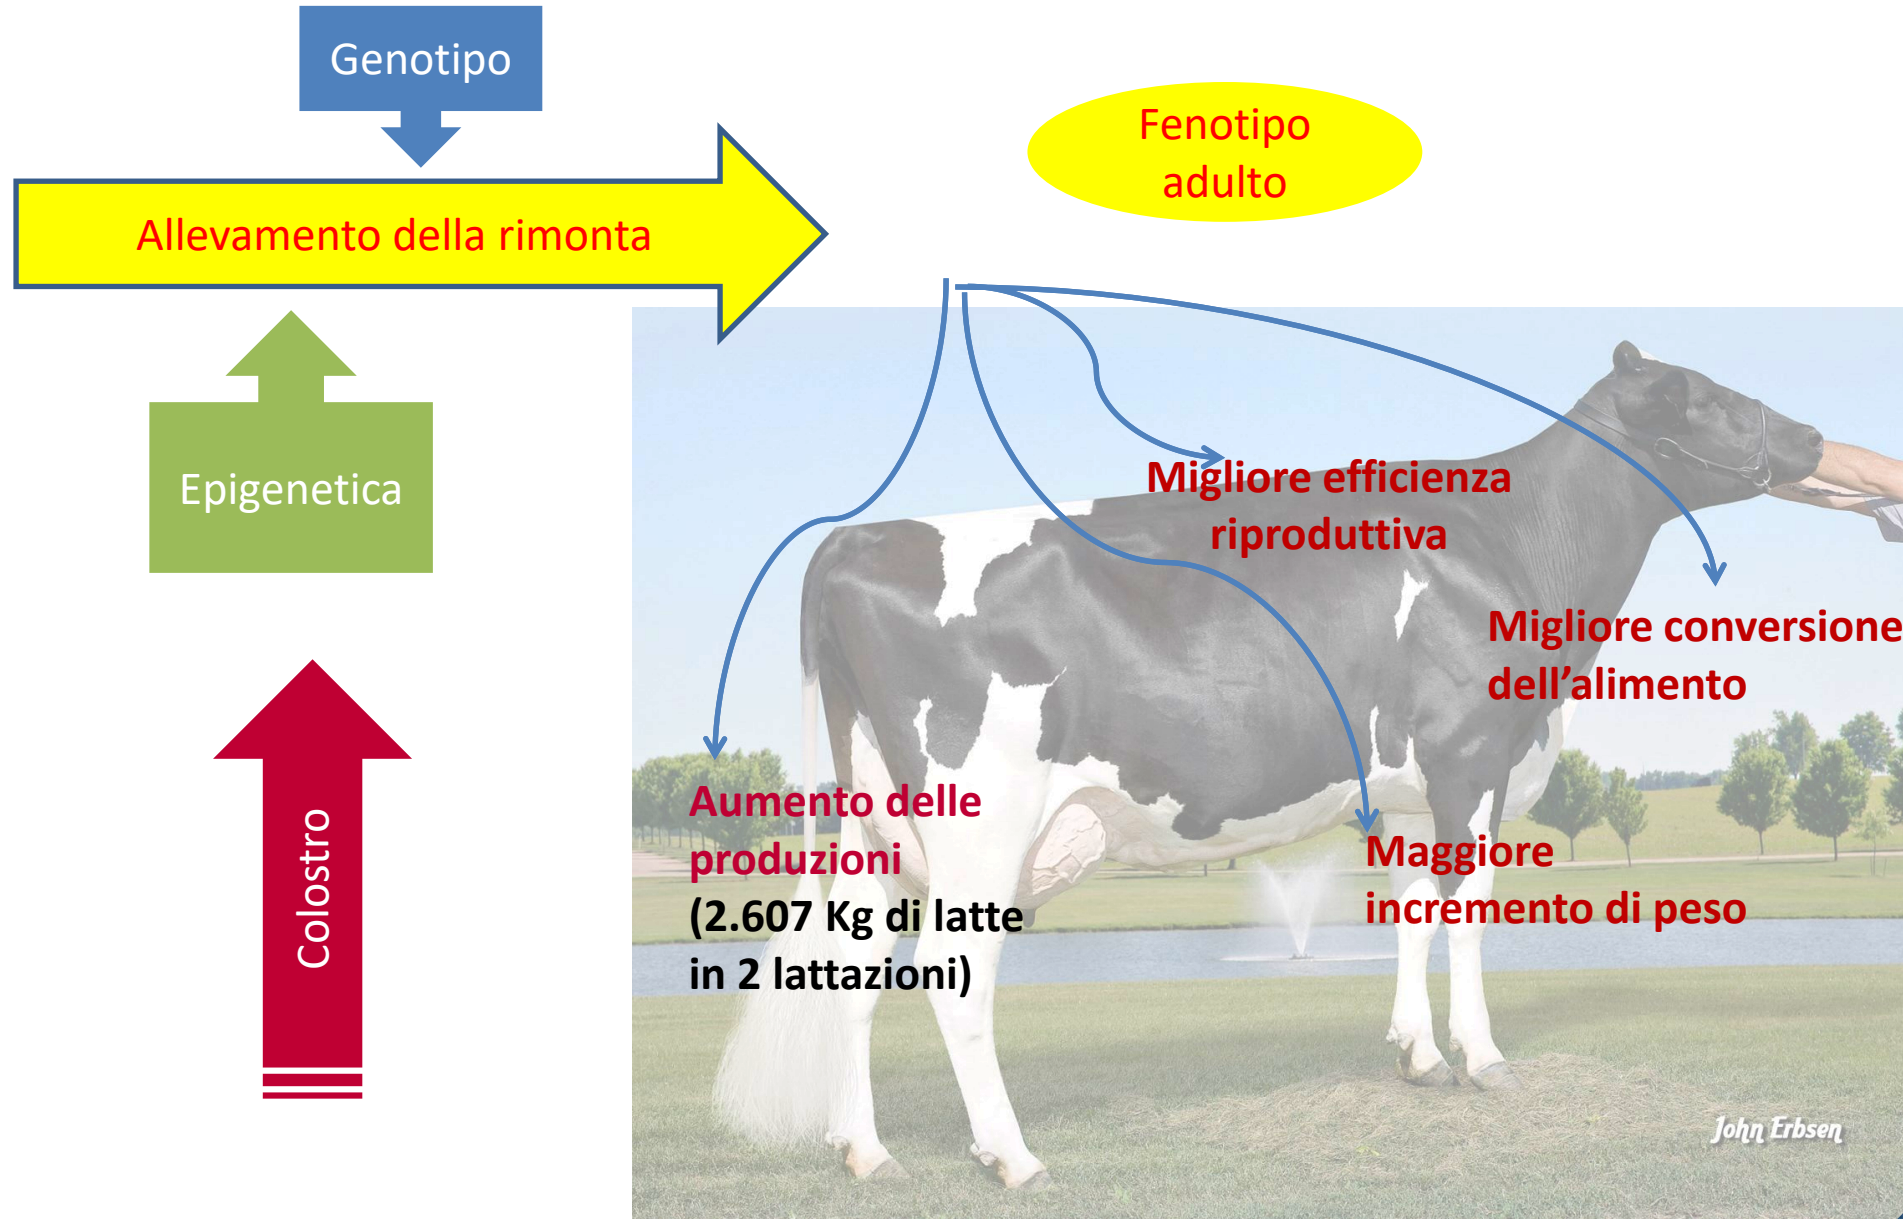 Genotipo
Fenotipo
adulto
Allevamento della rimonta
Epigenetica
Migliore efficienza
riproduttiva
Migliore conversione
dell’alimento
Colostro
Aumento delle
produzioni
(2.607 Kg di latte
in 2 lattazioni)
Maggiore
incremento di peso
John Erbsen